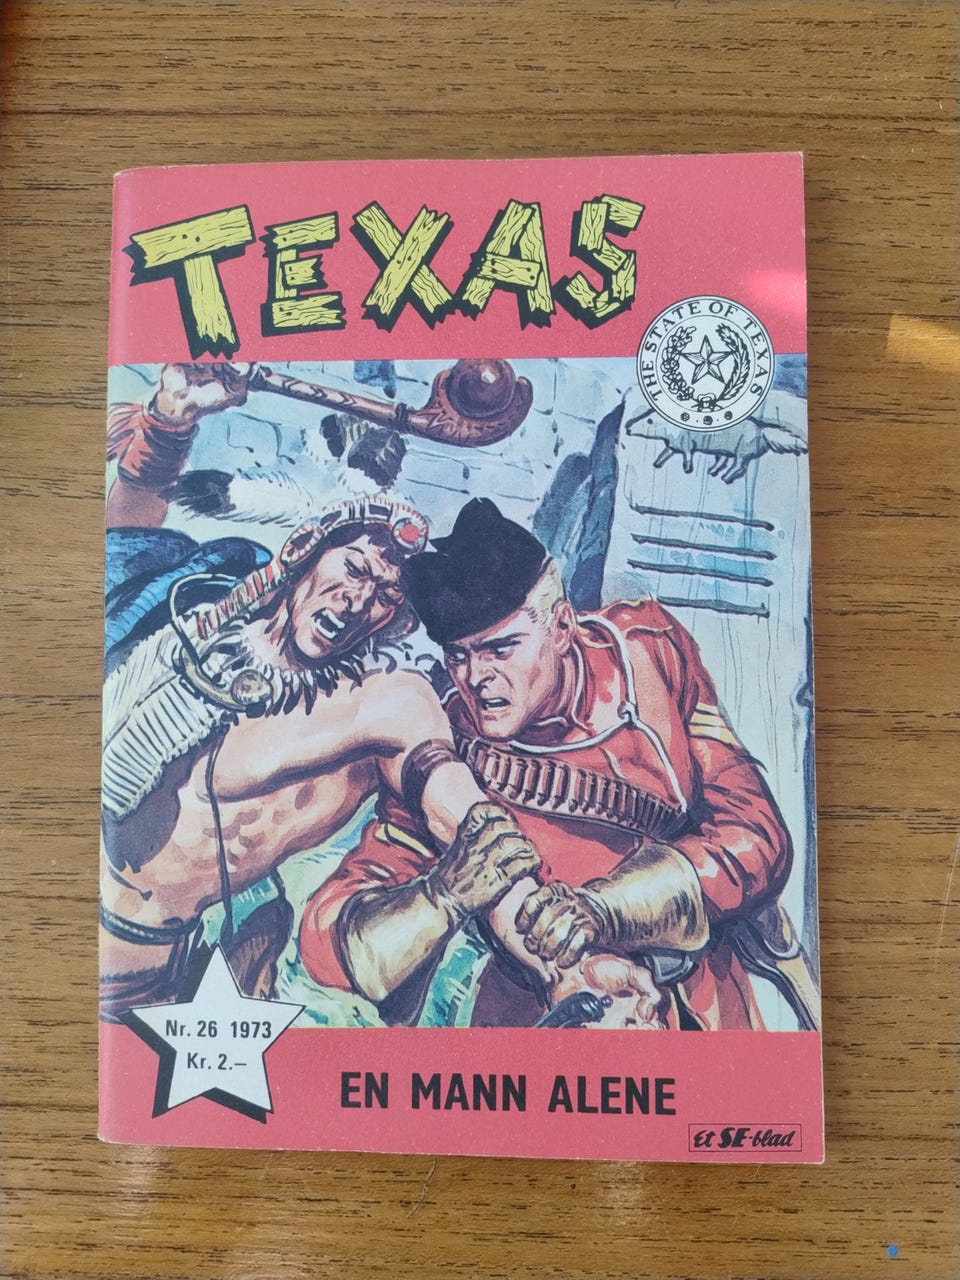 TEXAS
THE STATE OF TEXAS
Nr. 26 1973
Kr. 2.—
EN MANN ALENE
Et SE-blad